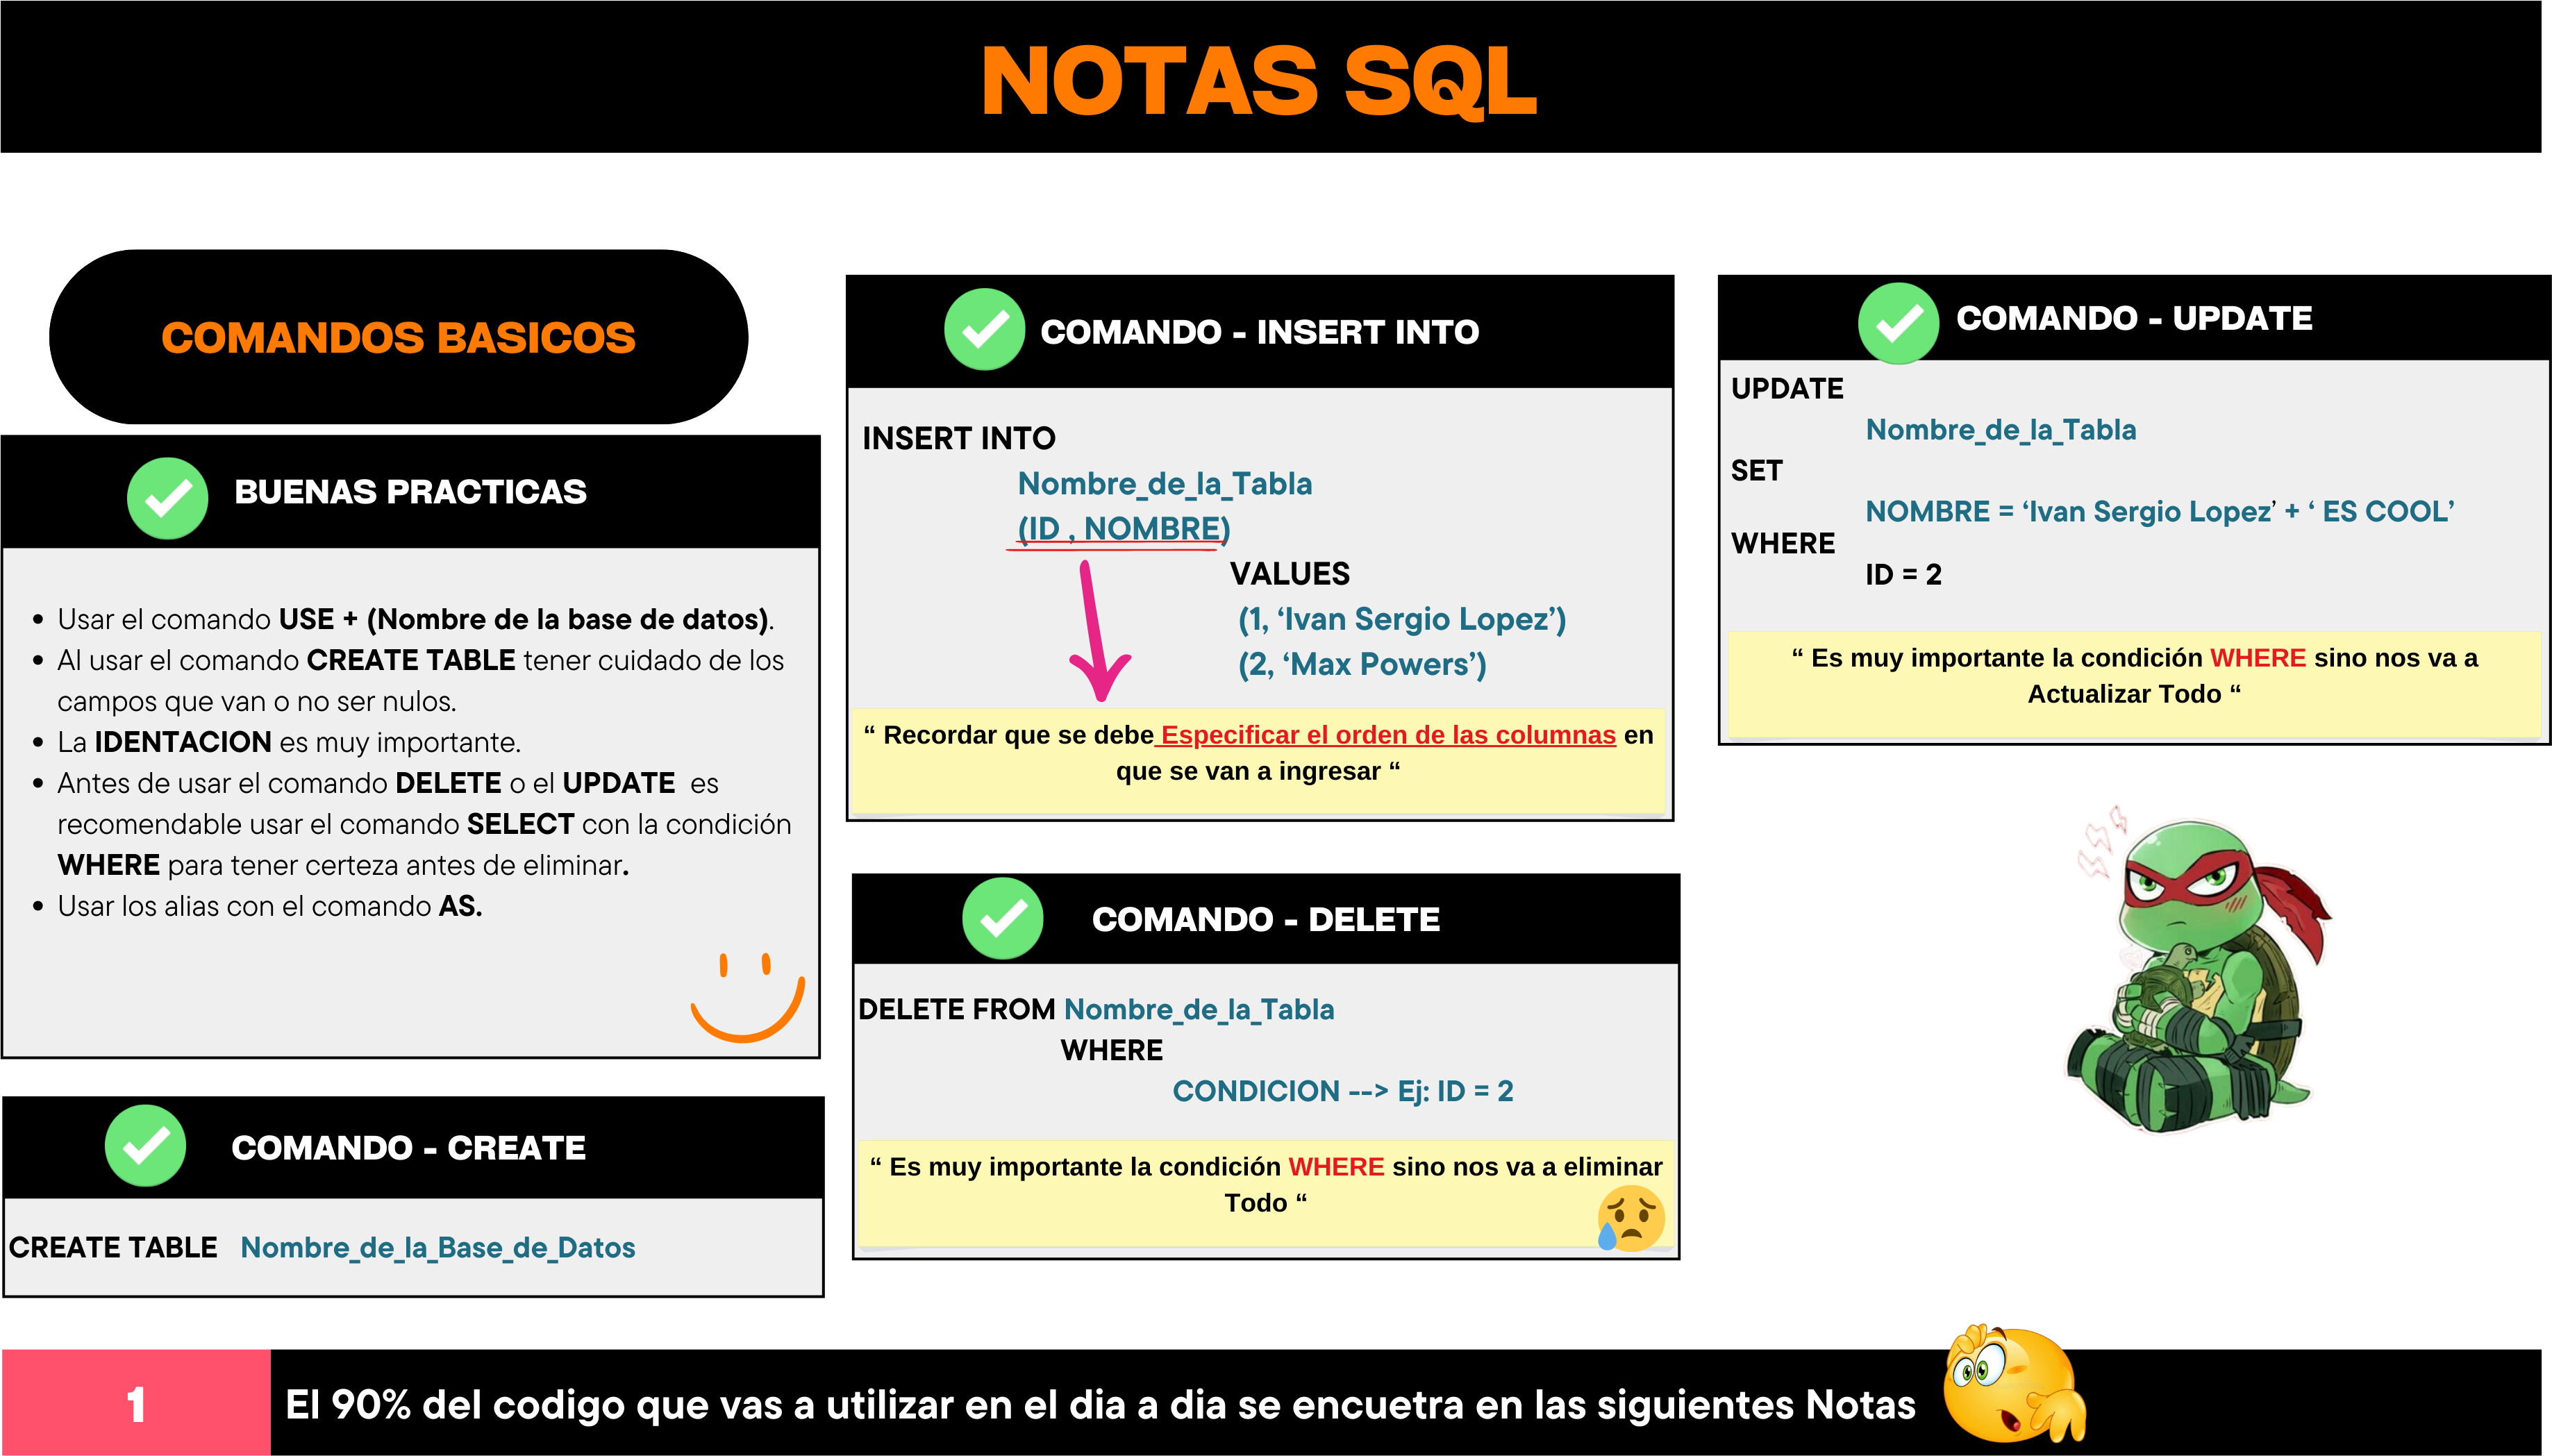 NOTAS SQL
COMANDOS BASICOS
BUENAS PRACTICAS
• Usar el comando USE + (Nombre de la base de datos).
• Al usar el comando CREATE TABLE tener cuidado de los
campos que van o no ser nulos.
• La IDENTACION es muy importante.
• Antes de usar el comando DELETE o el UPDATE es
recomendable usar el comando SELECT con la condición
WHERE para tener certeza antes de eliminar.
• Usar los alias con el comando AS.
COMANDO - CREATE
CREATE TABLE Nombre_de_la_Base_de_Datos
COMANDO - INSERT INTO
INSERT INTO
Nombre_de_la_Tabla
(ID , NOMBRE)
VALUES
(1, ‘Ivan Sergio Lopez’)
(2, ‘Max Powers’)
“ Recordar que se debe Especificar el orden de las columnas en
que se van a ingresar “
COMANDO - DELETE
DELETE FROM Nombre_de_la_Tabla
WHERE
CONDICION --> Ej: ID = 2
“ Es muy importante la condición WHERE sino nos va a eliminar
Todo “
COMANDO - UPDATE
UPDATE
Nombre_de_la_Tabla
SET
NOMBRE = ‘Ivan Sergio Lopez’ + ‘ ES COOL’
WHERE
ID = 2
“ Es muy importante la condición WHERE sino nos va a
Actualizar Todo “
1
El 90% del codigo que vas a utilizar en el dia a dia se encuetra en las siguientes Notas